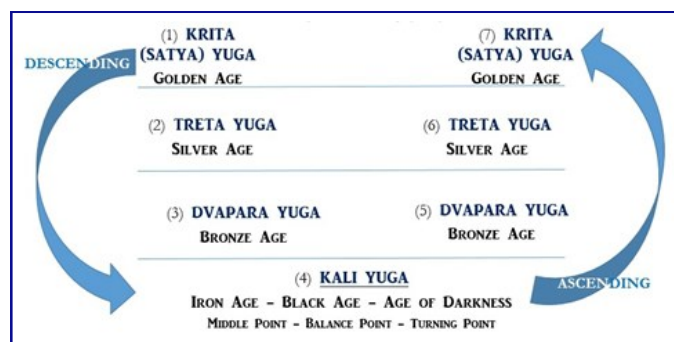 (1) KRITA
(SATYA) YUGA
GOLDEN AGE
(7) KRITA
(SATYA) YUGA
GOLDEN AGE
DESCENDING
(2) TRETA YUGA
SILVER AGE
(6) TRETA YUGA
SILVER AGE
(3) DVAPARA YUGA
BRONZE AGE
(5) DVAPARA YUGA
BRONZE AGE
(4) KALI YUGA
IRON AGE – BLACK AGE – AGE OF DARKNESS
MIDDLE POINT – BALANCE POINT – TURNING POINT
ASCENDING